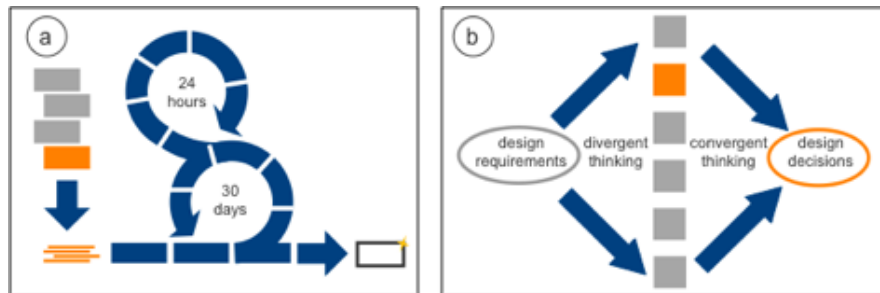 a
24
hours
30
days
b
design
requirements
divergent
thinking
convergent
thinking
design
decisions